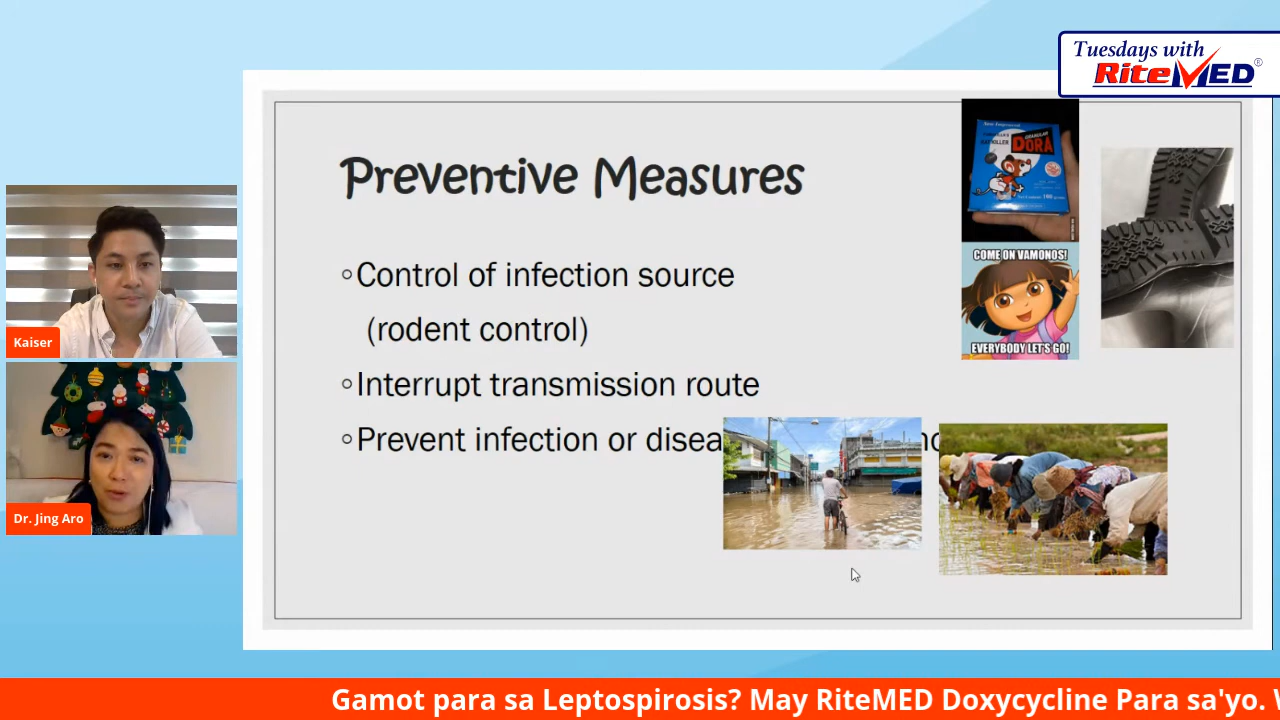 Tuesdays with
RiteMED®
Preventive Measures
DORA
Control of infection source
(rodent control)
Interrupt transmission route
Prevent infection or
COME ON VAMONOS!
EVERYBODY LET'S GO!
Kaiser
Dr. Jing Aro
Gamot para sa Leptospirosis? May RiteMED Doxycycline Para sa'yo.